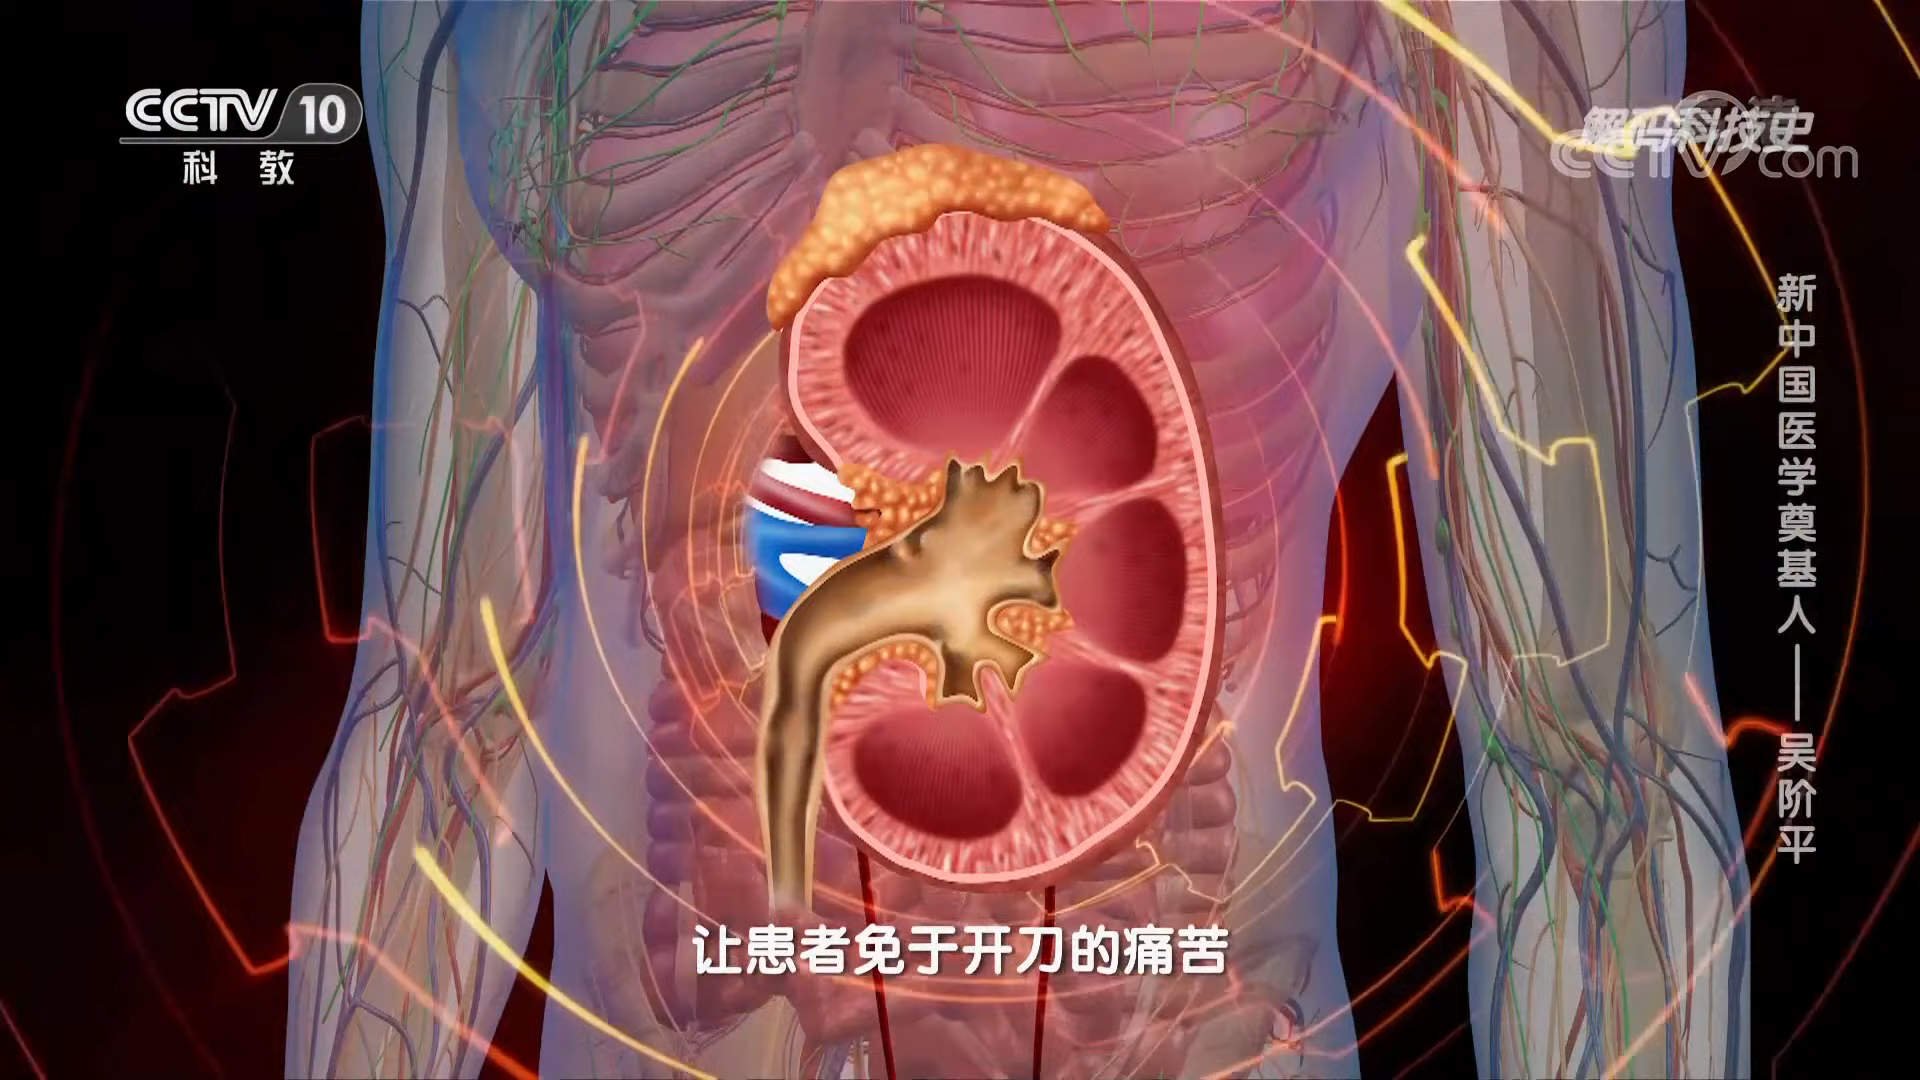 CCTV 10
科 教
解码科技史
CCTV.com
新中国医学奠基人——吴阶平
让患者免于开刀的痛苦